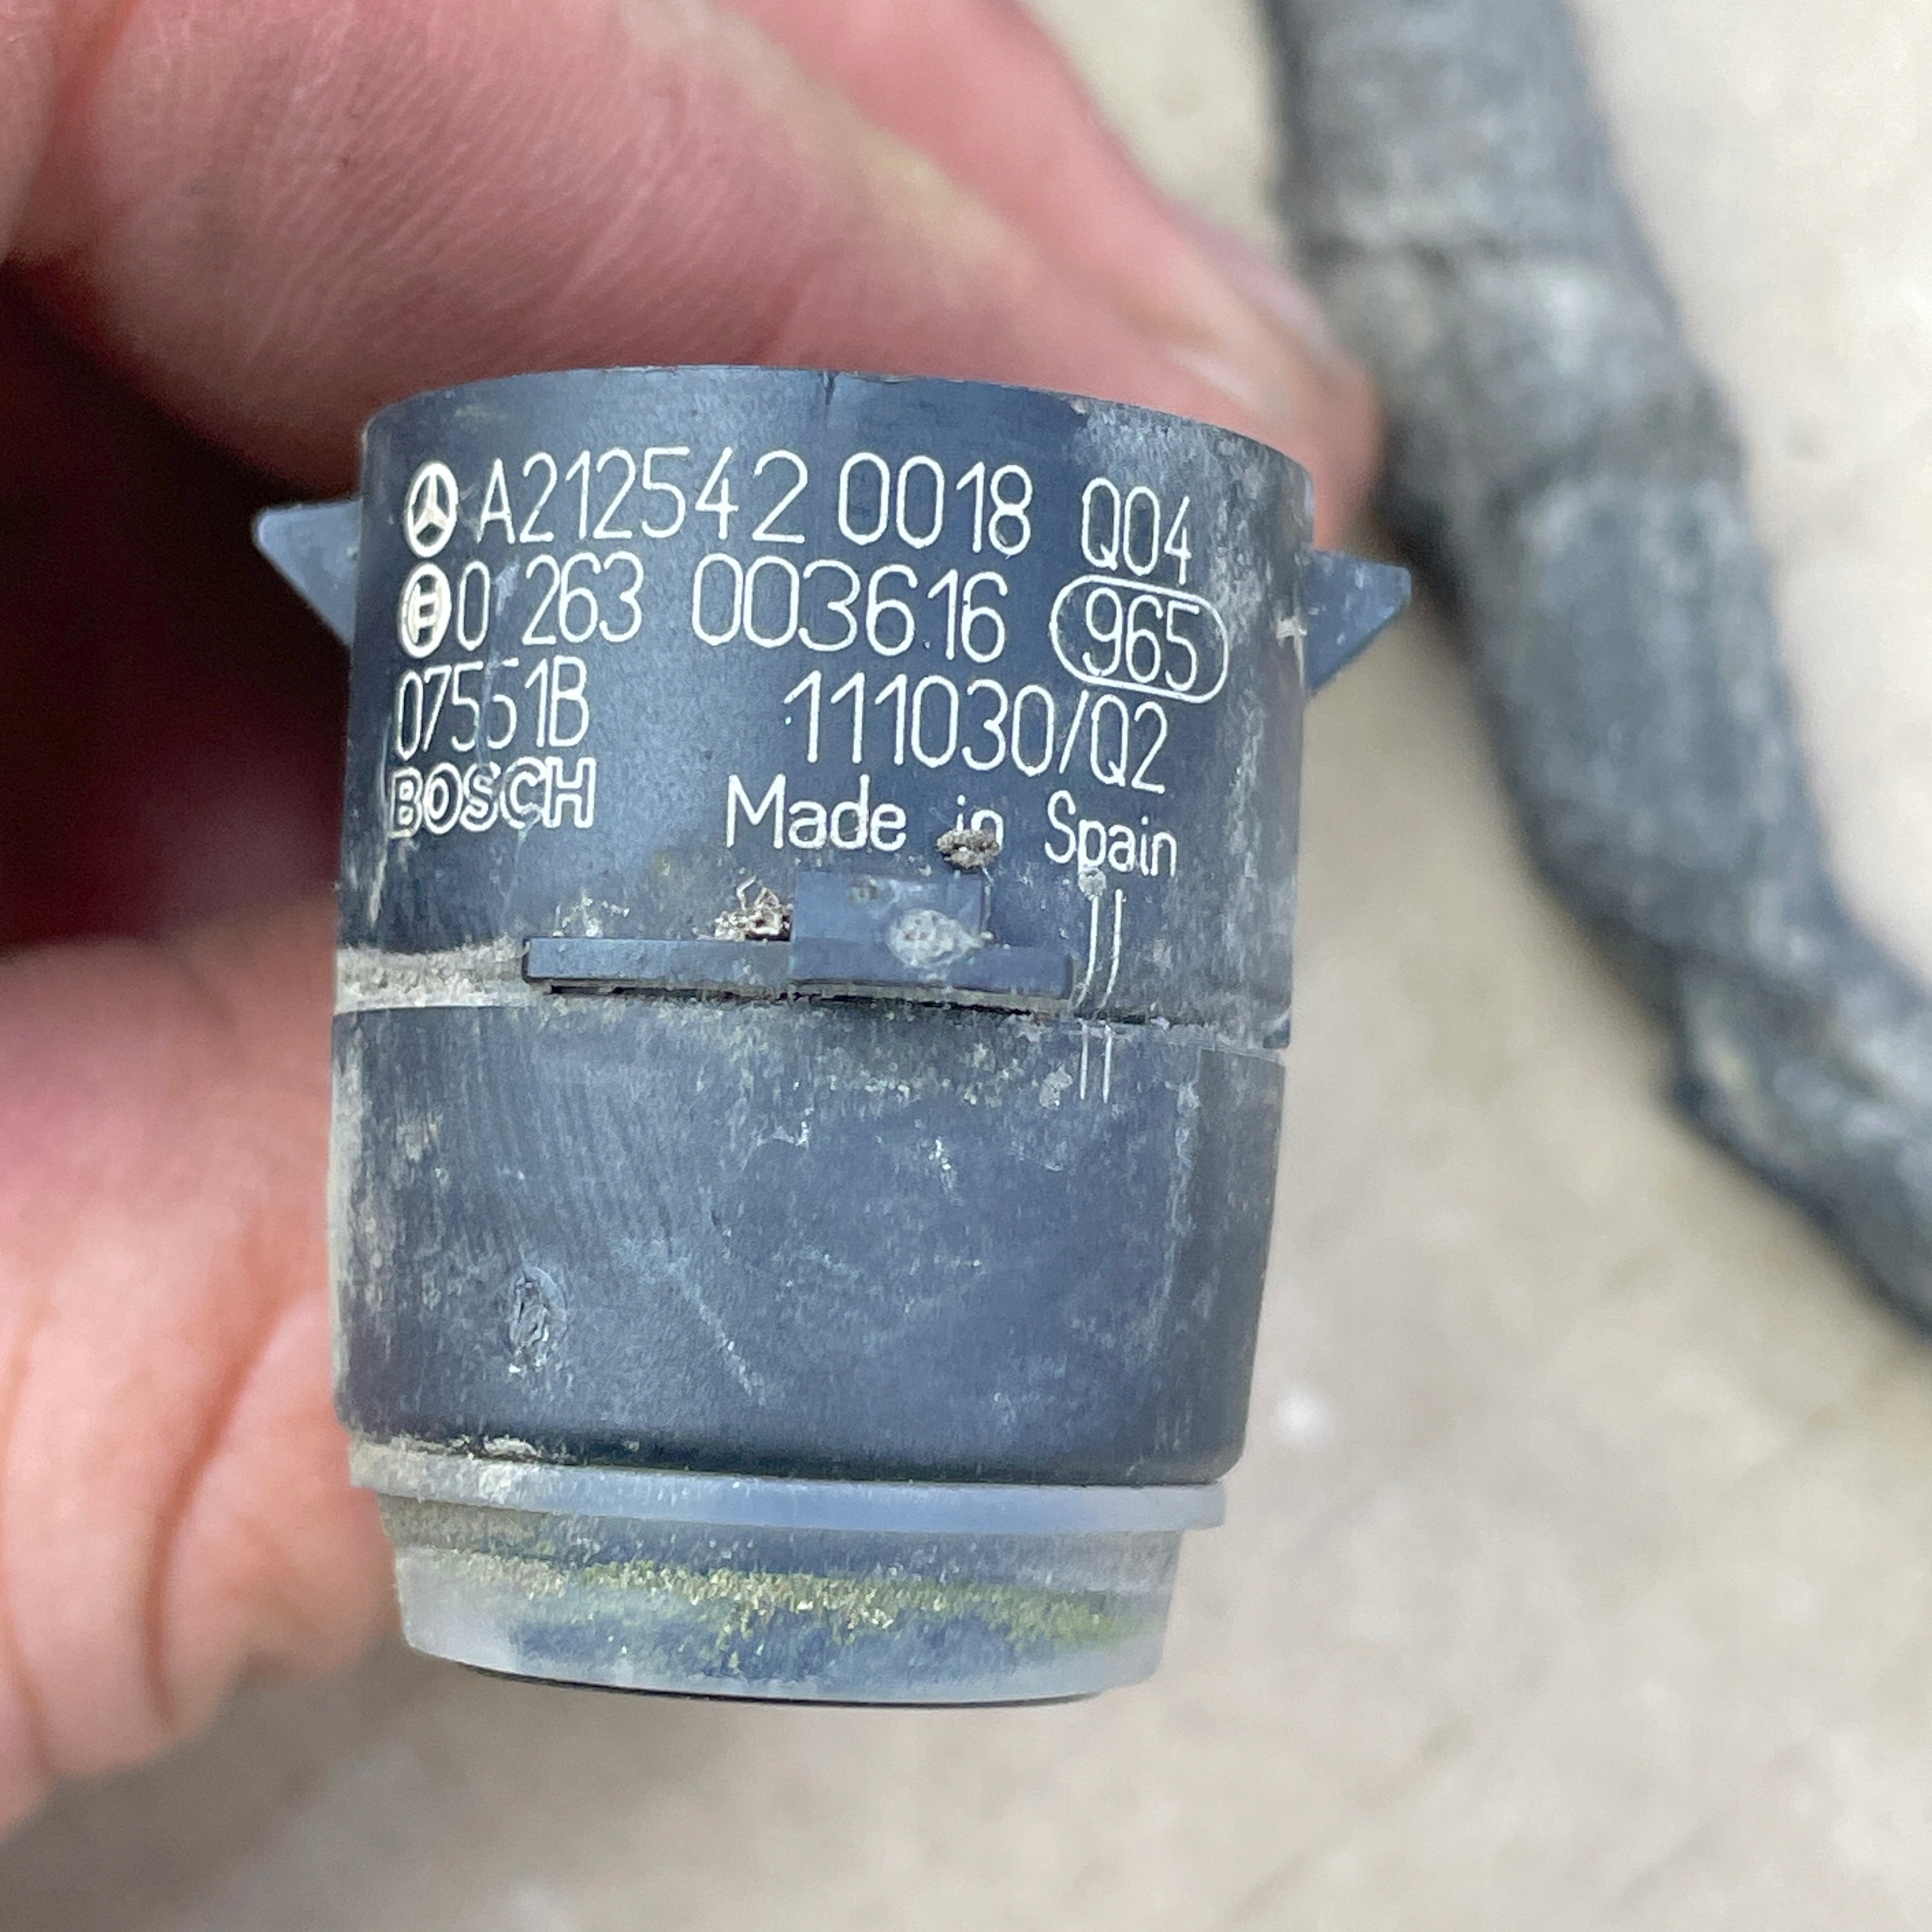 A212542 0018 Q04
0 263 003616 965
07551B 111030/Q2
BOSCH Made in Spain